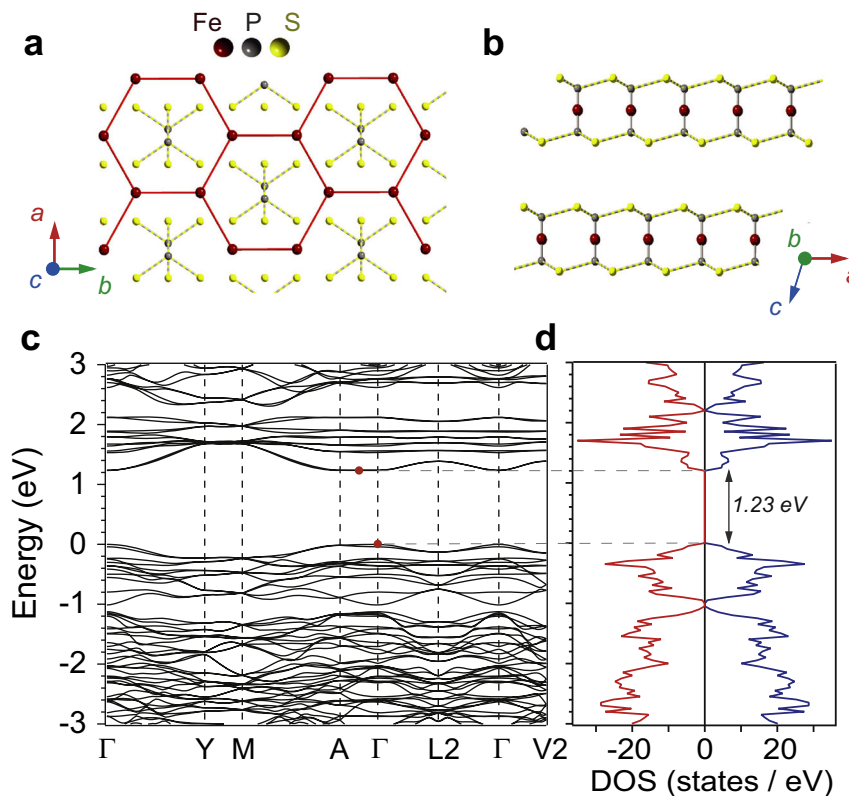 Fe P S
a
b
a
c
b
b
a
c
c
d
3
2
1
0
-1
-2
-3
Energy (eV)
Γ Y M A Γ L2 Γ V2
1.23 eV
-20 0 20
DOS (states / eV)